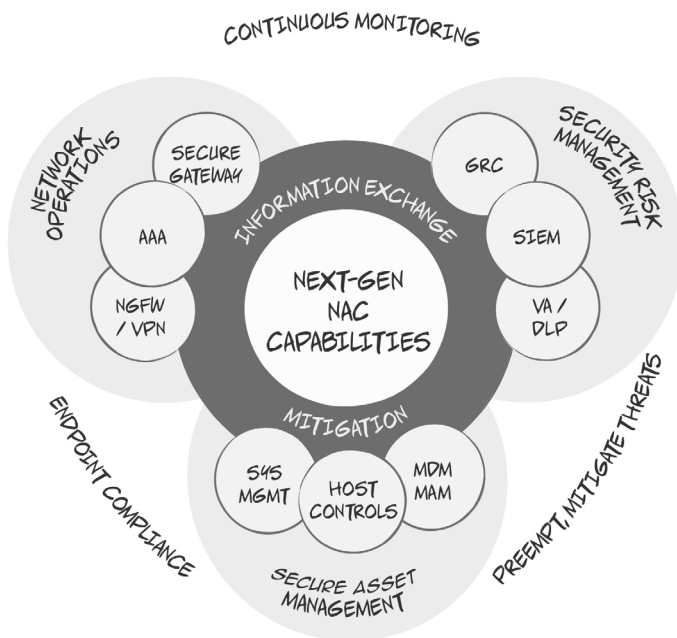 CONTINUOUS MONITORING
NETWORK
OPERATIONS
SECURE
GATEWAY
AAA
NGFW
/ VPN
INFORMATION EXCHANGE
GRC
SIEM
VA /
DLP
SECURITY RISK
MANAGEMENT
NEXT-GEN
NAC
CAPABILITIES
MITIGATION
SYS
MGMT
HOST
CONTROLS
MDM
MAM
SECURE ASSET
MANAGEMENT
ENDPOINT COMPLIANCE
PREEMPT, MITIGATE THREATS